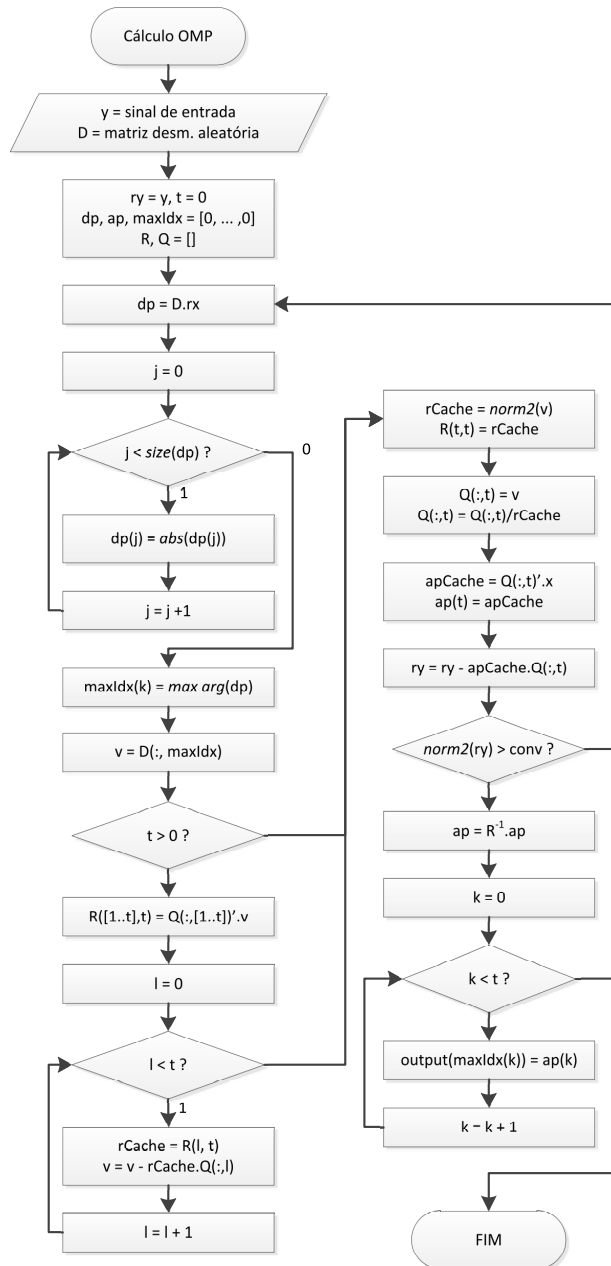 Cálculo OMP
y = sinal de entrada
D = matriz desm. aleatória
ry = y, t = 0
dp, ap, maxIdx = [0, ... ,0]
R, Q = []
dp = D.rx
j = 0
j < size(dp) ?
0
1
dp(j) = abs(dp(j))
j = j +1
maxIdx(k) = max arg(dp)
v = D(:, maxIdx)
t > 0 ?
R([1..t],t) = Q(:,[1..t])'.v
l = 0
l < t ?
1
rCache = R(l, t)
v = v - rCache.Q(:,l)
l = l + 1
rCache = norm2(v)
R(t,t) = rCache
Q(:,t) = v
Q(:,t) = Q(:,t)/rCache
apCache = Q(:,t)'.x
ap(t) = apCache
ry = ry - apCache.Q(:,t)
norm2(ry) > conv ?
ap = R⁻¹.ap
k = 0
k < t ?
output(maxIdx(k)) = ap(k)
k = k + 1
FIM